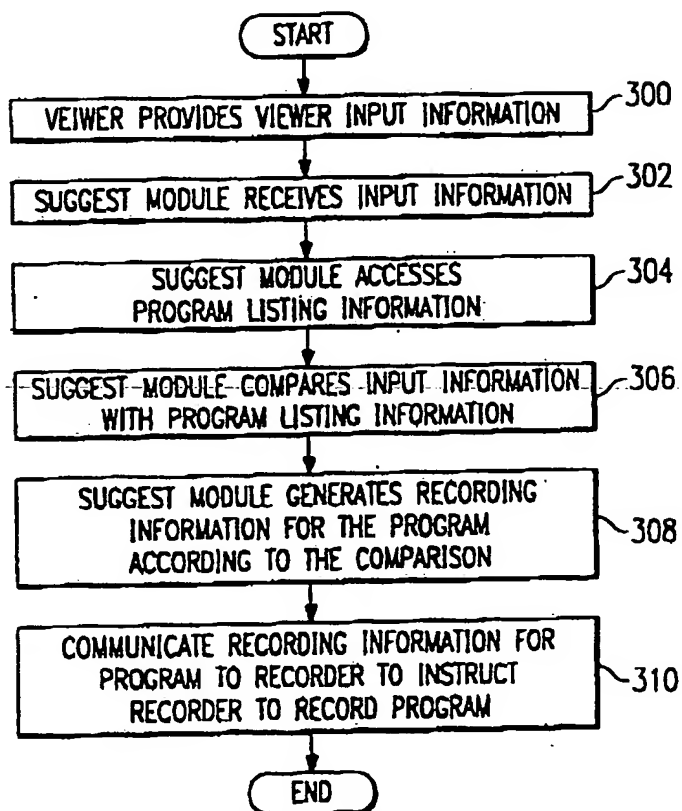 START
VEIWER PROVIDES VIEWER INPUT INFORMATION
300
SUGGEST MODULE RECEIVES INPUT INFORMATION
302
SUGGEST MODULE ACCESSES
PROGRAM LISTING INFORMATION
304
SUGGEST MODULE COMPARES INPUT INFORMATION
WITH PROGRAM LISTING INFORMATION
306
SUGGEST MODULE GENERATES RECORDING
INFORMATION FOR THE PROGRAM
ACCORDING TO THE COMPARISON
308
COMMUNICATE RECORDING INFORMATION FOR
PROGRAM TO RECORDER TO INSTRUCT
RECORDER TO RECORD PROGRAM
310
END